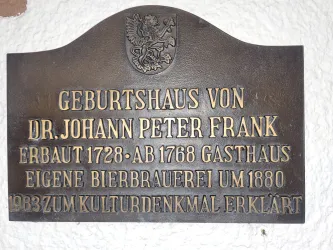 GEBURTSHAUS VON
DR. JOHANN PETER FRANK
ERBAUT 1728 · AB 1768 GASTHAUS
EIGENE BIERBRAUEREI UM 1880
1983 ZUM KULTURDENKMAL ERKLÄRT